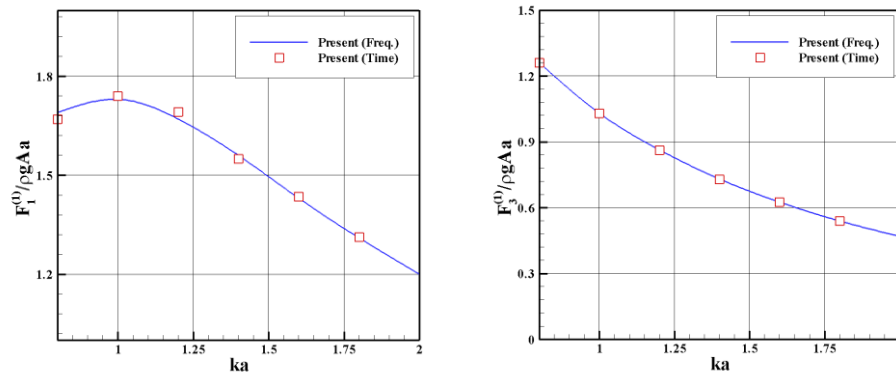 Present (Freq.)
Present (Time)
1.8
1.5
1.2
F₁⁽¹⁾/ρgAa
1
1.25
1.5
1.75
2
ka
Present (Freq.)
Present (Time)
1.5
1.2
0.9
0.6
0.3
0
F₃⁽¹⁾/ρgAa
1
1.25
1.5
1.75
2
ka